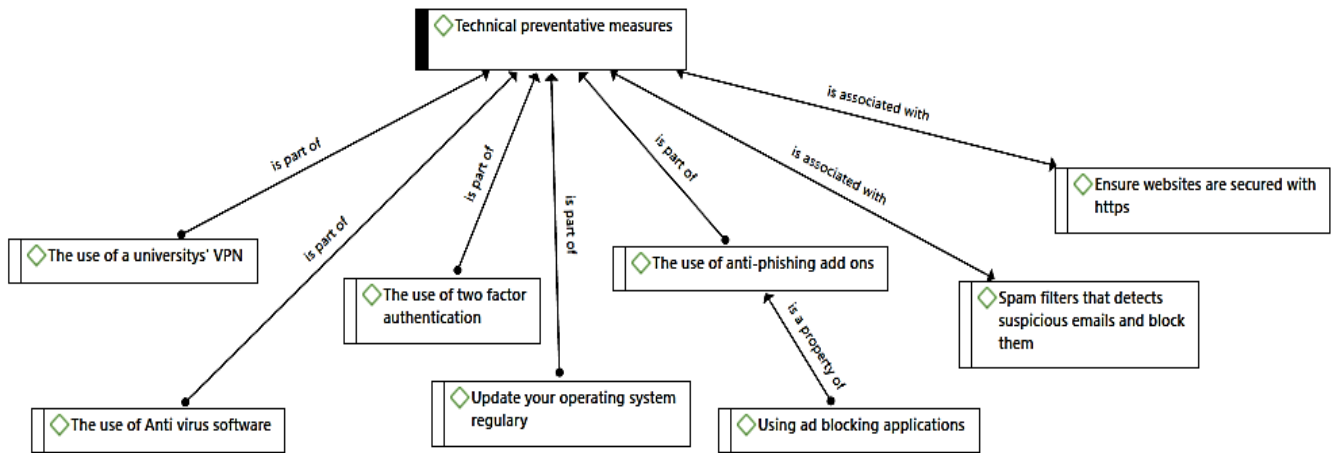 Technical preventative measures
is associated with
is part of
is part of
is part of
is associated with
is part of
is part of
Ensure websites are secured with
https
The use of a universitys' VPN
The use of anti-phishing add ons
The use of two factor
authentication
Spam filters that detects
suspicious emails and block
them
is a property of
Update your operating system
regulary
The use of Anti virus software
Using ad blocking applications